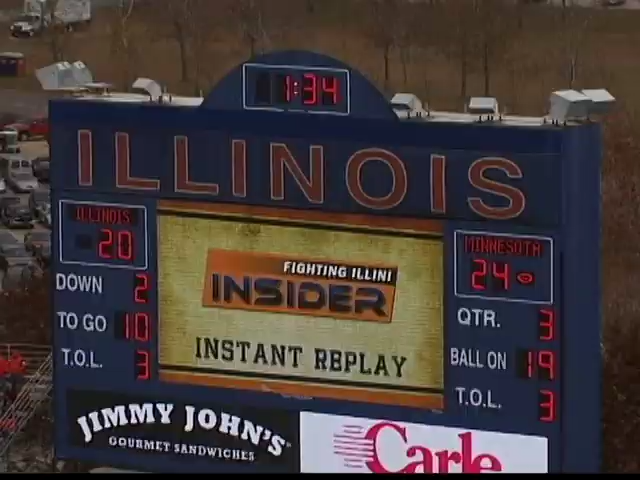 1:34
ILLINOIS
ILLINOIS
20
MINNESOTA
24
DOWN 2
TO GO 10
T.O.L. 3
FIGHTING ILLINI
INSIDER
INSTANT REPLAY
QTR. 3
BALL ON 19
T.O.L. 3
JIMMY JOHN'S
GOURMET SANDWICHES
Carle